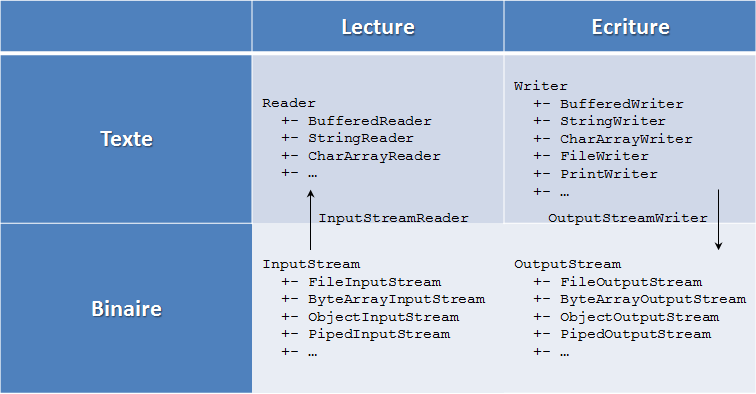 Lecture
Ecriture
Texte
Reader
+- BufferedReader
+- StringReader
+- CharArrayReader
+- …
Writer
+- BufferedWriter
+- StringWriter
+- CharArrayWriter
+- FileWriter
+- PrintWriter
+- …
InputStreamReader
OutputStreamWriter
Binaire
InputStream
+- FileInputStream
+- ByteArrayInputStream
+- ObjectInputStream
+- PipedInputStream
+- …
OutputStream
+- FileOutputStream
+- ByteArrayOutputStream
+- ObjectOutputStream
+- PipedOutputStream
+- …